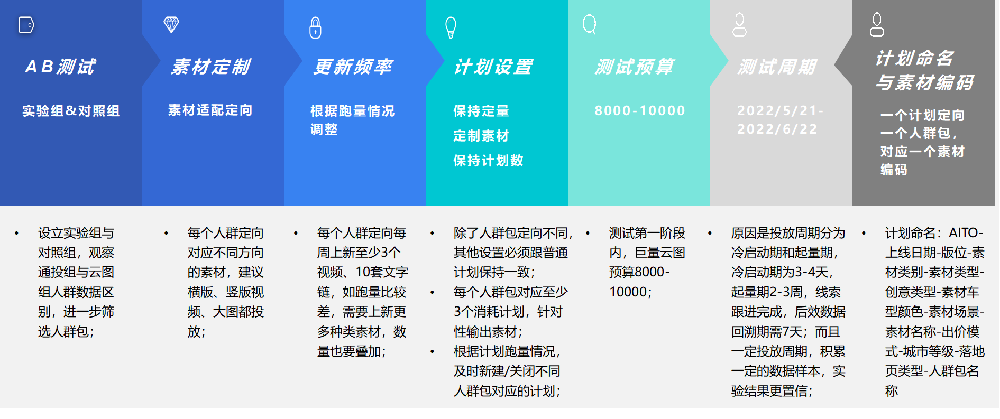 AB测试
实验组&对照组
素材定制
素材适配定向
更新频率
根据跑量情况
调整
计划设置
保持定量
定制素材
保持计划数
测试预算
8000-10000
测试周期
2022/5/21-
2022/6/22
计划命名
与素材编码
一个计划定向
一个人群包，
对应一个素材
编码
• 设立实验组与
对照组，观察
通投组与云图
组人群数据区
别，进一步筛
选人群包；
• 每个人群定向
对应不同方向
的素材，建议
横版、竖版视
频、大图都投
放；
• 每个人群定向每
周上新至少3个
视频、10套文字
链，如跑量比较
差，需要上新更
多种类素材，数
量也要叠加；
• 除了人群包定向不同，
其他设置必须跟普通
计划保持一致；
• 每个人群包对应至少
3个消耗计划，针对
性输出素材；
• 根据计划跑量情况，
及时新建/关闭不同
人群包对应的计划；
• 测试第一阶段
内，巨量云图
预算8000-
10000；
• 原因是投放周期分为
冷启动期和起量期，
冷启动期为3-4天，
起量期2-3周，线索
跟进完成，后效数据
回溯期需7天；而且
一定投放周期，积累
一定的数据样本，实
验结果更置信；
• 计划命名：AITO-
上线日期-版位-素
材类别-素材类型-
创意类型-素材车
型颜色-素材场景-
素材名称-出价模
式-城市等级-落地
页类型-人群包名
称